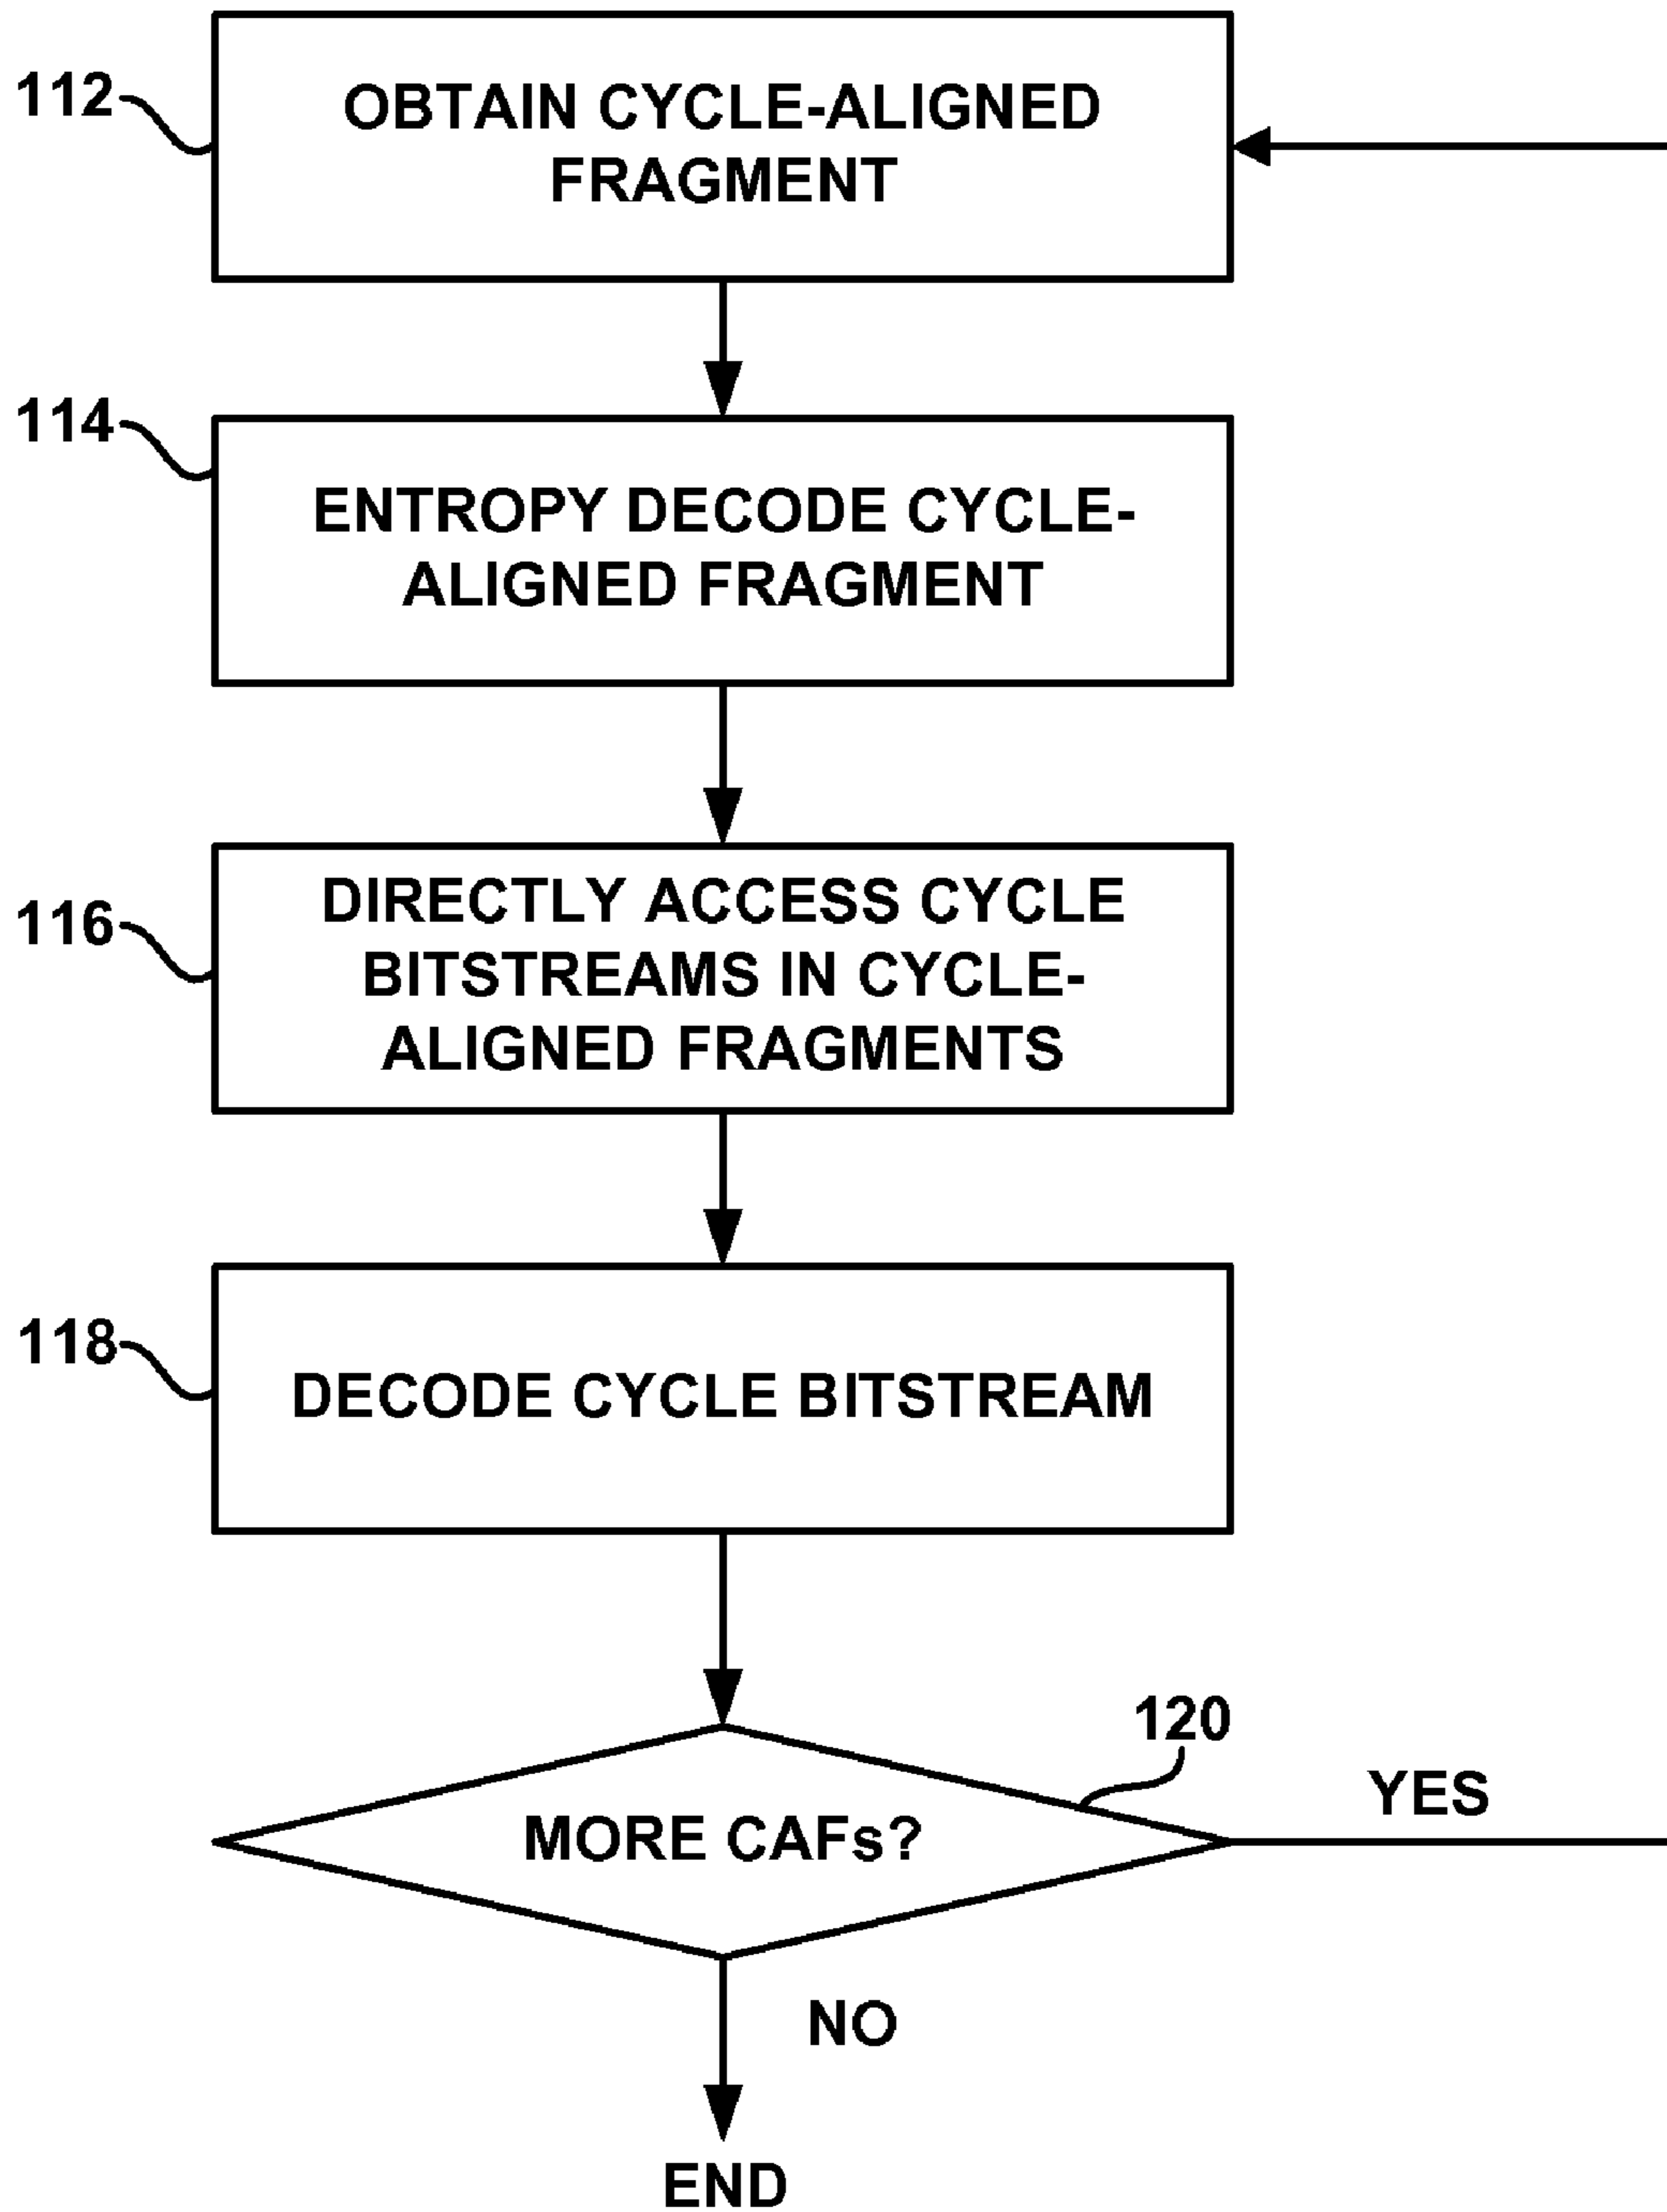 112
OBTAIN CYCLE-ALIGNED
FRAGMENT
114
ENTROPY DECODE CYCLE-
ALIGNED FRAGMENT
116
DIRECTLY ACCESS CYCLE
BITSTREAMS IN CYCLE-
ALIGNED FRAGMENTS
118
DECODE CYCLE BITSTREAM
120
MORE CAFs?
YES
NO
END